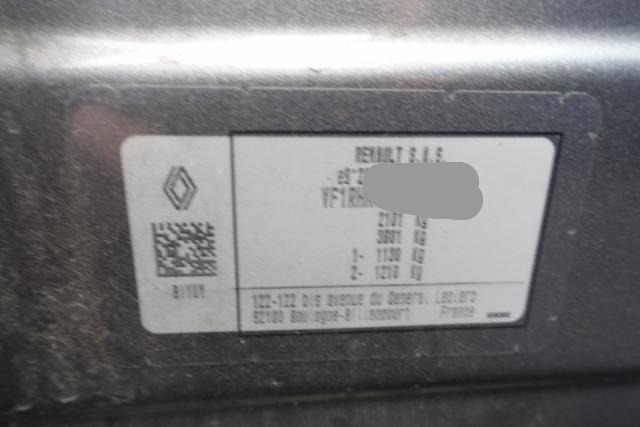 RENAULT S.A.S.
VF1RH
2101 Kg
3601 Kg
1- 1130 Kg
2- 1210 Kg
122-122 bis avenue du General Leclerc
92100 Boulogne-Billancourt France